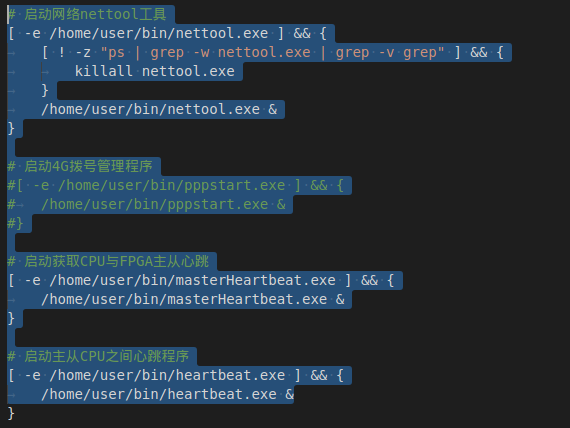 # 启动网络nettool工具
[ -e /home/user/bin/nettool.exe ] && {
    [ ! -z "ps | grep -w nettool.exe | grep -v grep" ] && {
        killall nettool.exe
    }
    /home/user/bin/nettool.exe &
}

# 启动4G拨号管理程序
#[ -e /home/user/bin/pppstart.exe ] && {
#   /home/user/bin/pppstart.exe &
#}

# 启动获取CPU与FPGA主从心跳
[ -e /home/user/bin/masterHeartbeat.exe ] && {
    /home/user/bin/masterHeartbeat.exe &
}

# 启动主从CPU之间心跳程序
[ -e /home/user/bin/heartbeat.exe ] && {
    /home/user/bin/heartbeat.exe &
}